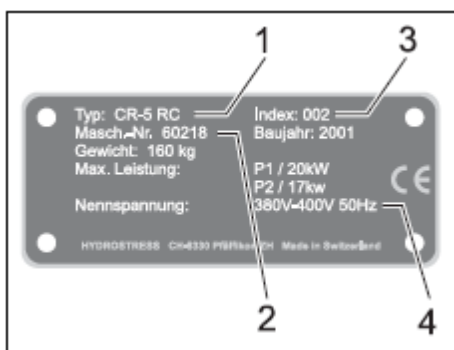 1 3
Typ: CR-5 RC Index: 002
Masch.-Nr. 60218 Baujahr: 2001
Gewicht: 160 kg
Max. Leistung: P1 / 20kW
P2 / 17kw
CE
Nennspannung: 380V-400V 50Hz
HYDROSTRESS CH-8330 Pfäffikon ZH Made in Switzerland
2 4